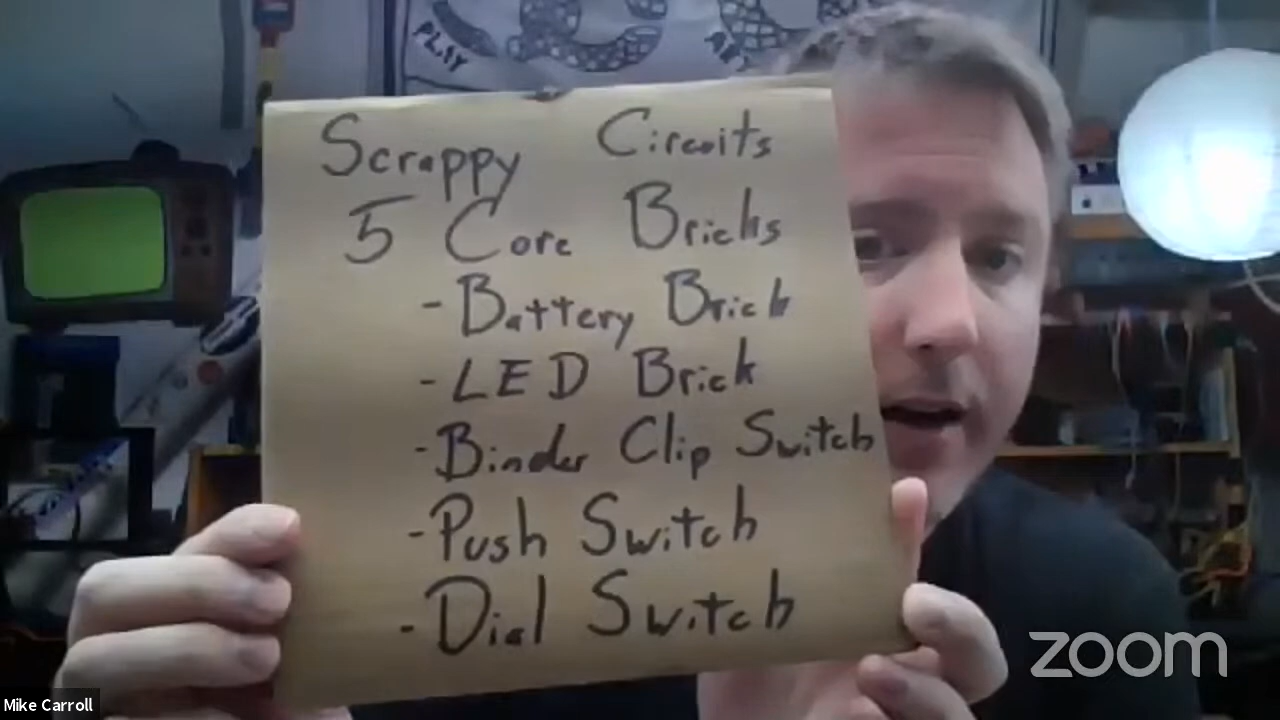 PLAY
Scrappy Circuits
5 Core Bricks
- Battery Brick
- LED Brick
- Binder Clip Switch
- Push Switch
- Dial Switch
zoom
Mike Carroll